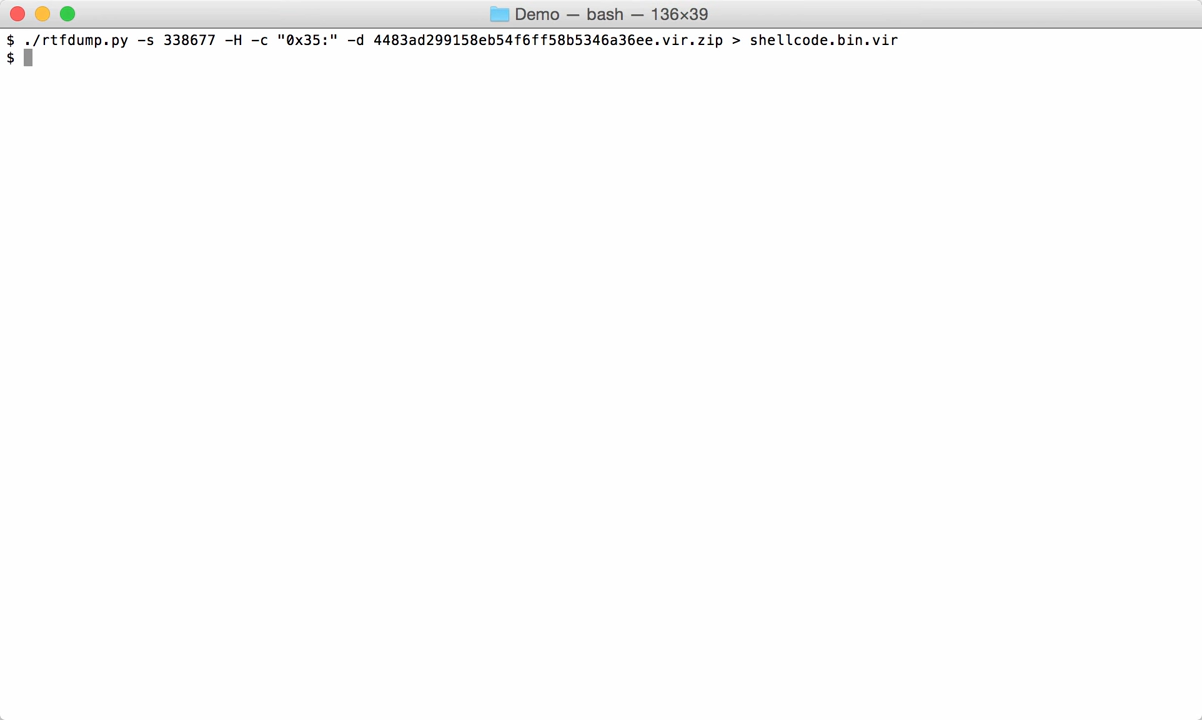 Demo — bash — 136×39
$ ./rtfdump.py -s 338677 -H -c "0x35:" -d 4483ad299158eb54f6ff58b5346a36ee.vir.zip > shellcode.bin.vir
$